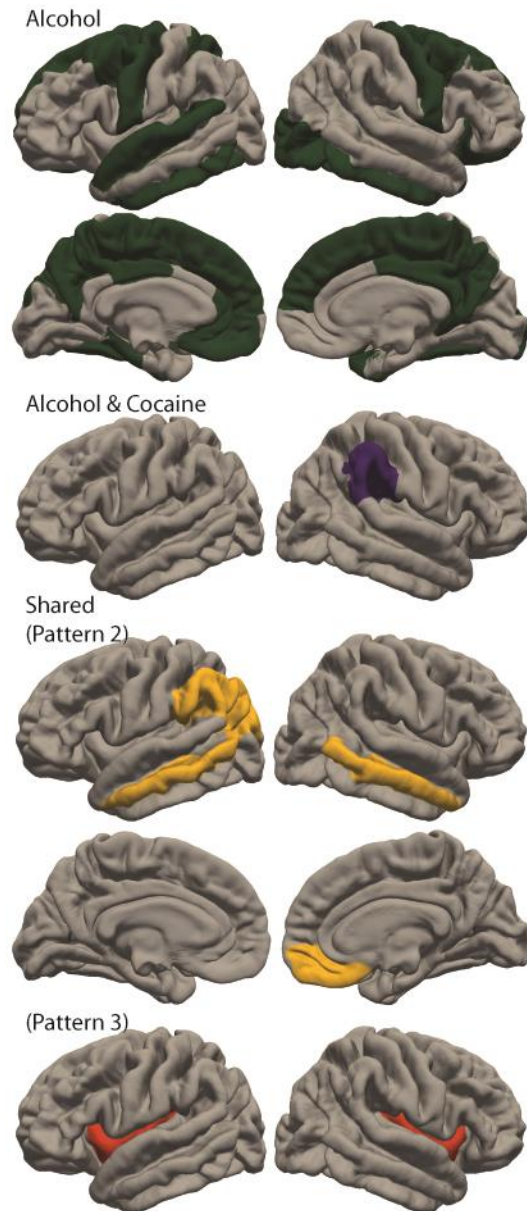 Alcohol
Alcohol & Cocaine
Shared
(Pattern 2)
(Pattern 3)